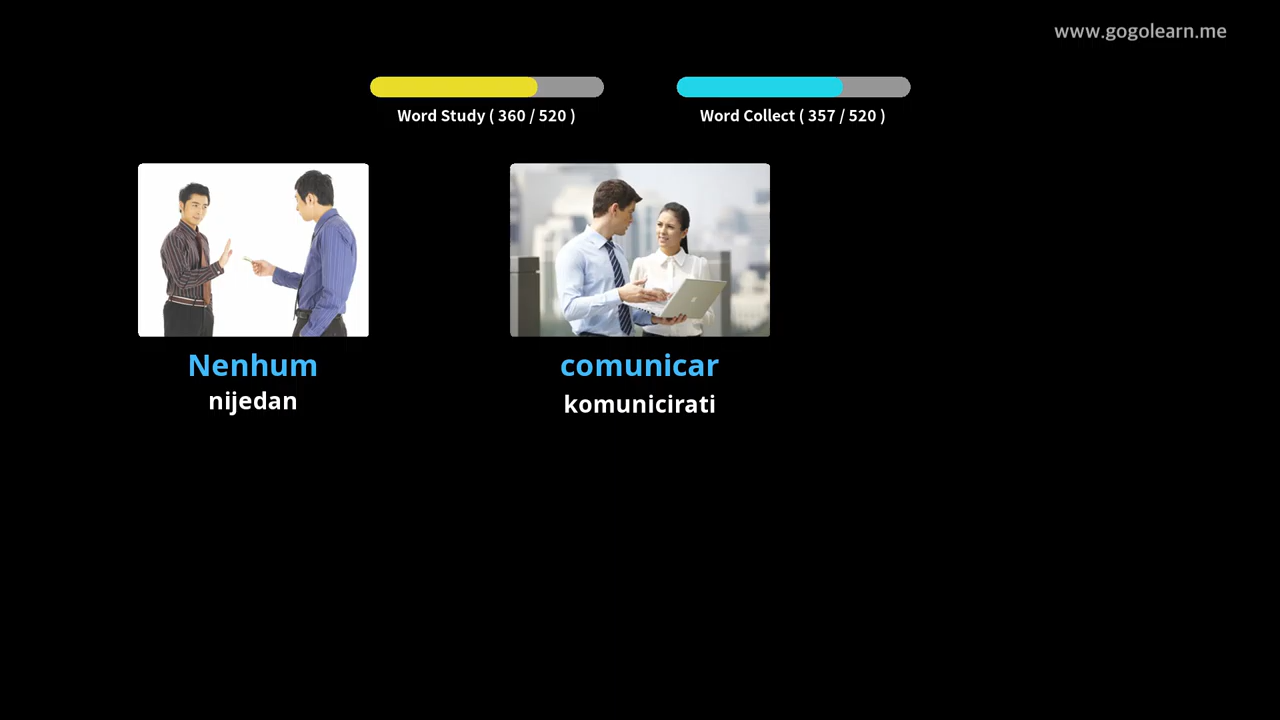 www.gogolearn.me
Word Study ( 360 / 520 )
Word Collect ( 357 / 520 )
Nenhum
nijedan
comunicar
komunicirati